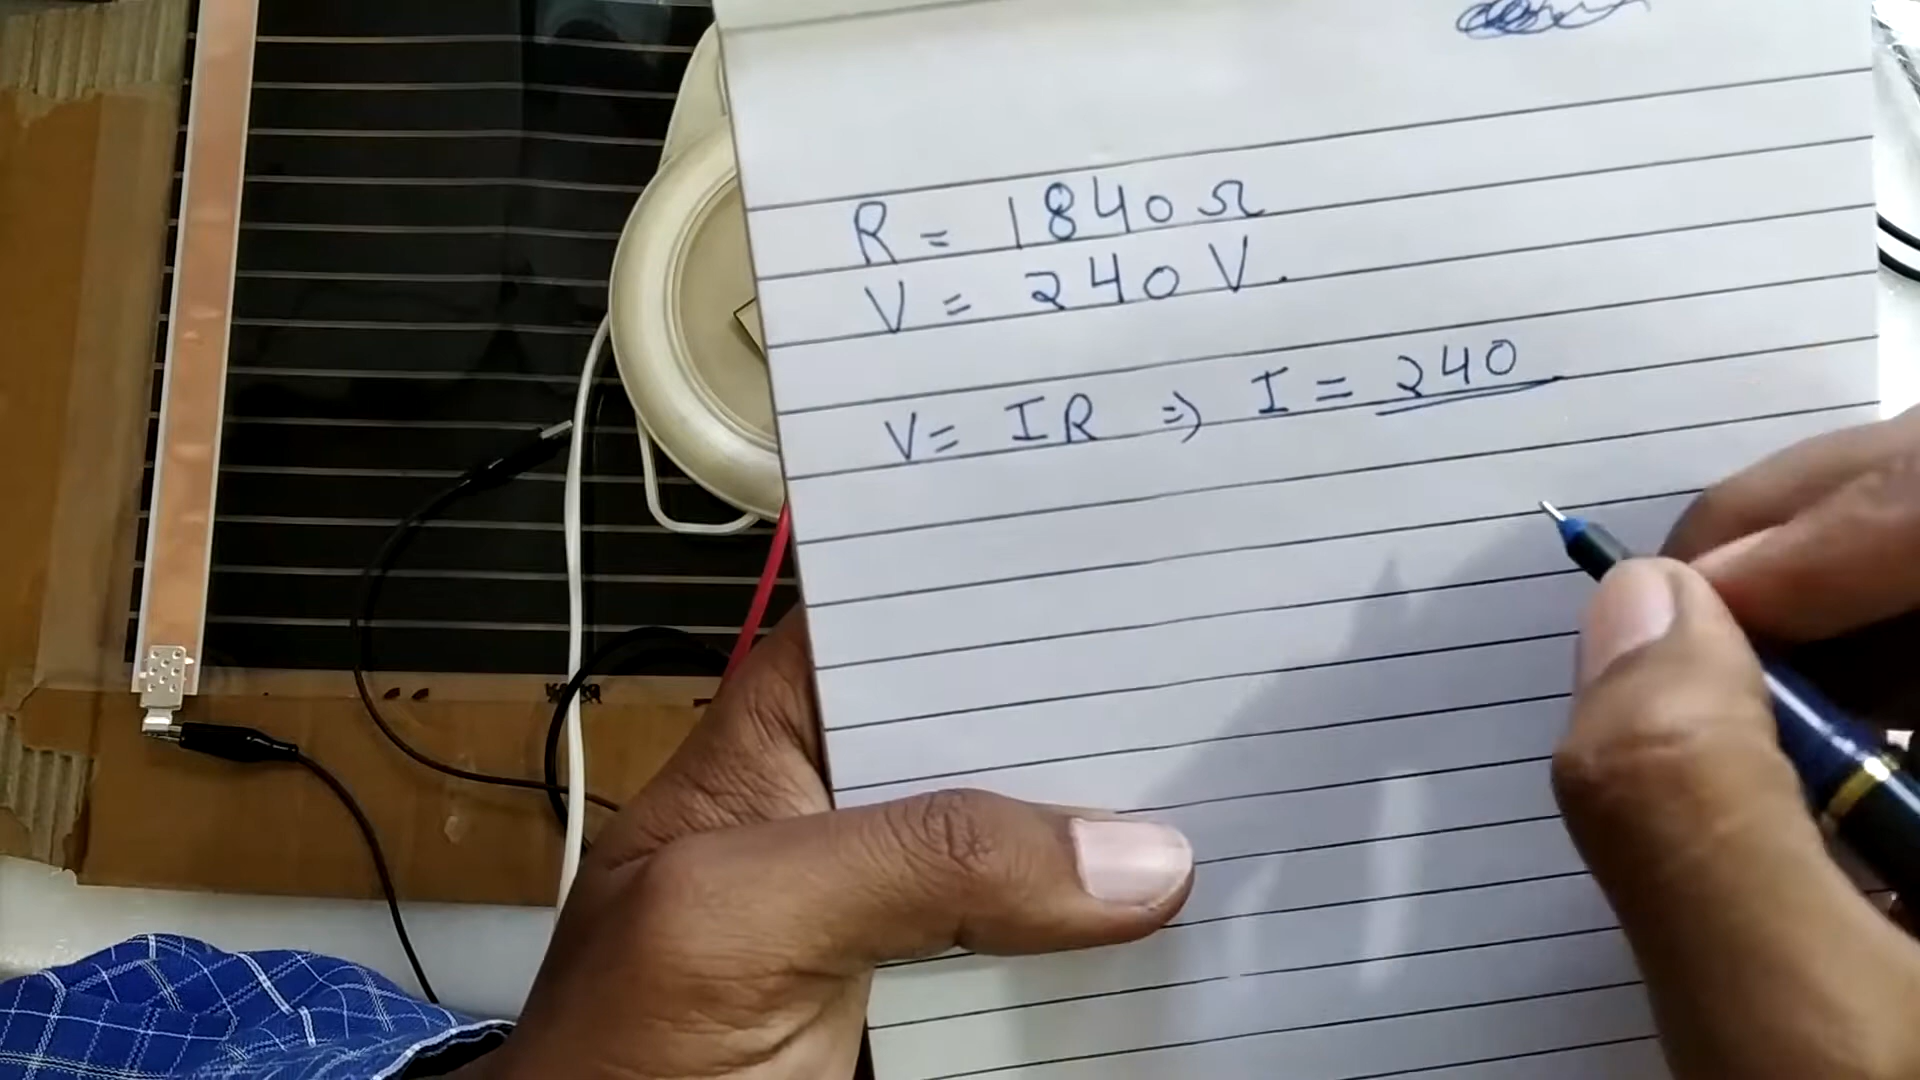 R = 1840 Ω
V = 240 V.
V = IR ⇒ I = 240